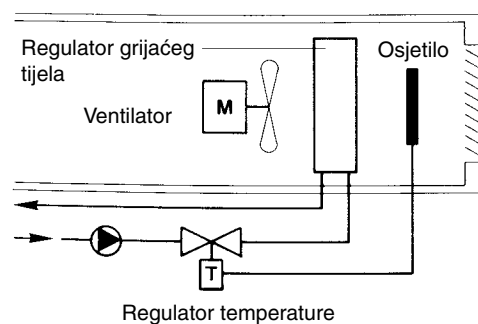 Regulator grijaćeg
tijela
Osjetilo
Ventilator
M
T
Regulator temperature